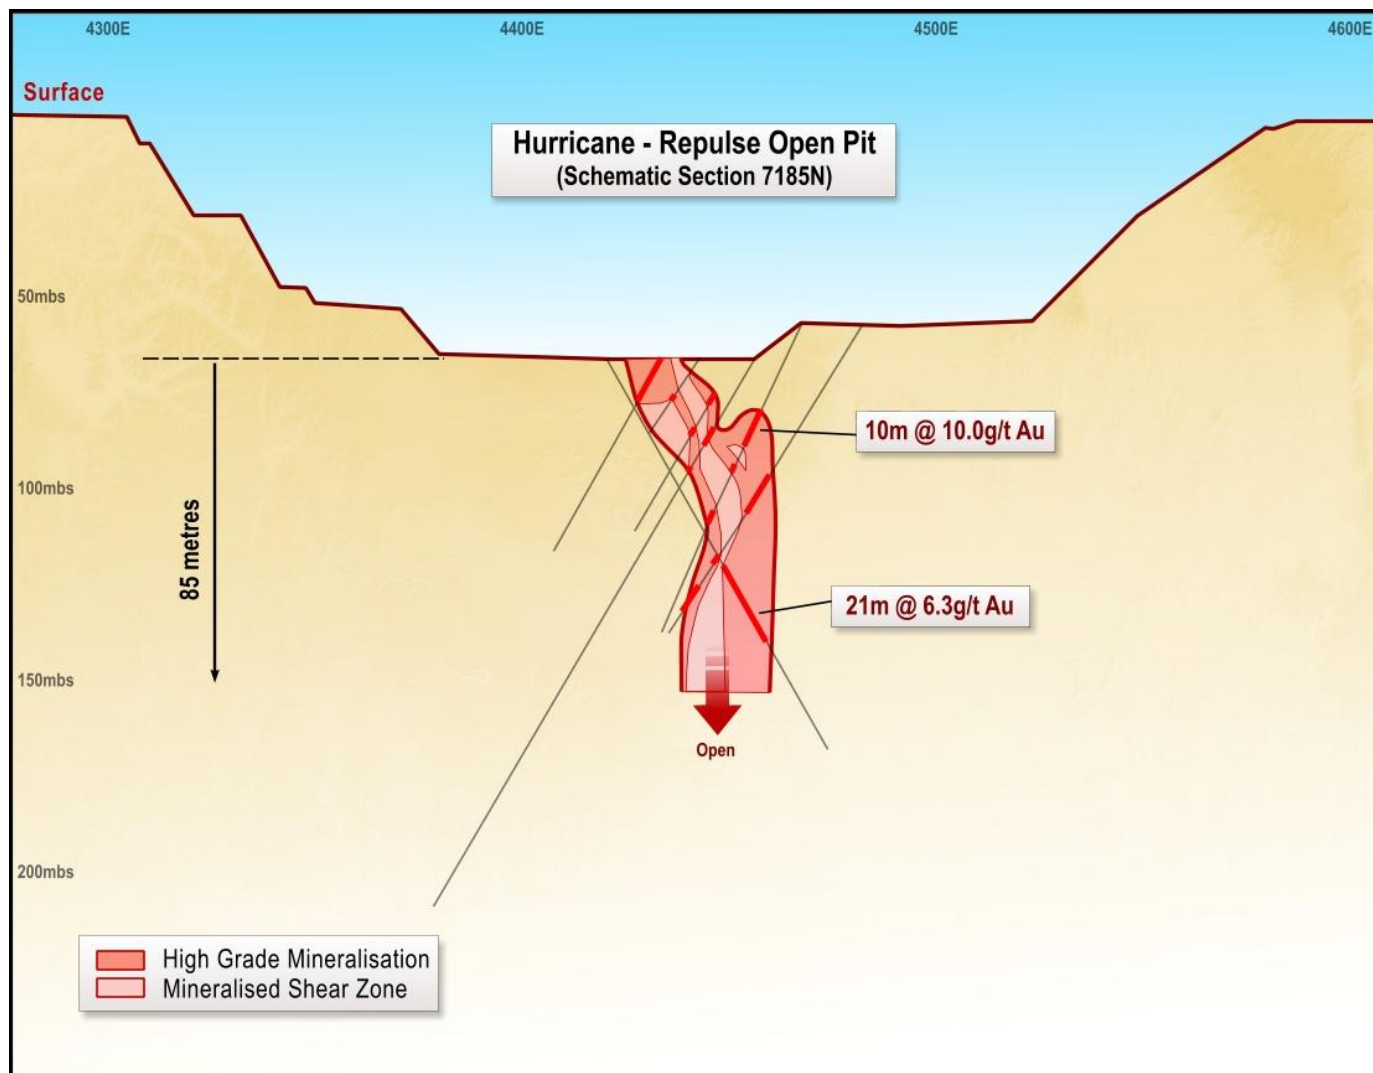 4300E
4400E
4500E
4600E
Surface
Hurricane - Repulse Open Pit
(Schematic Section 7185N)
50mbs
10m @ 10.0g/t Au
100mbs
85 metres
21m @ 6.3g/t Au
150mbs
Open
200mbs
High Grade Mineralisation
Mineralised Shear Zone